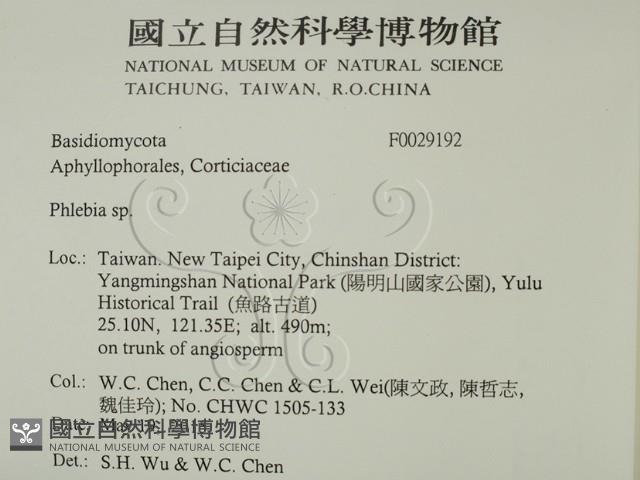 國立自然科學博物館
NATIONAL MUSEUM OF NATURAL SCIENCE
TAICHUNG, TAIWAN, R.O.CHINA
Basidiomycota F0029192
Aphyllophorales, Corticiaceae
Phlebia sp.
Loc.: Taiwan. New Taipei City, Chinshan District:
Yangmingshan National Park (陽明山國家公園), Yulu
Historical Trail (魚路古道)
25.10N, 121.35E; alt. 490m;
on trunk of angiosperm
Col.: W.C. Chen, C.C. Chen & C.L. Wei(陳文政, 陳哲志,
魏佳玲); No. CHWC 1505-133
Date:
國立自然科學博物館
NATIONAL MUSEUM OF NATURAL SCIENCE
Det.: S.H. Wu & W.C. Chen